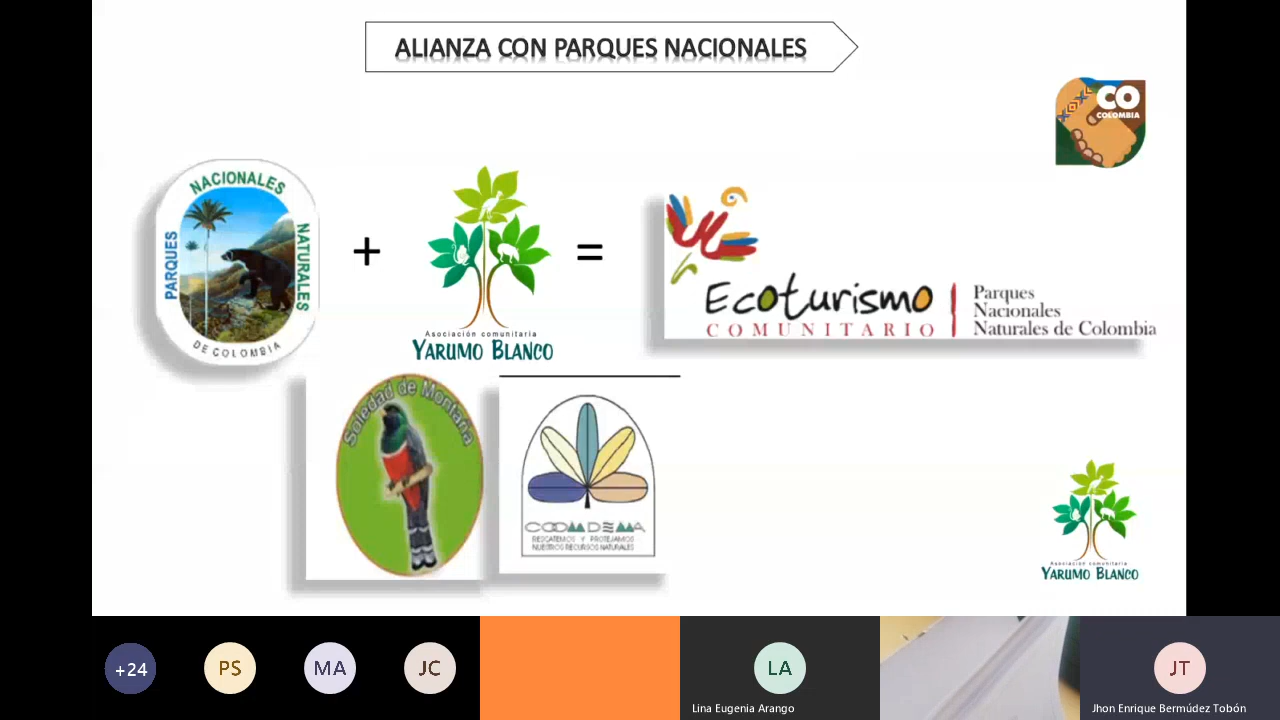 ALIANZA CON PARQUES NACIONALES
CO
COLOMBIA
PARQUES
NACIONALES
NATURALES
DE COLOMBIA
+
Asociación comunitaria
YARUMO BLANCO
=
Ecoturismo
COMUNITARIO
Parques
Nacionales
Naturales de Colombia
Soledad de Montaña
CODMADEMA
RESCATEMOS Y PROTEJAMOS
NUESTROS RECURSOS NATURALES
Asociación comunitaria
YARUMO BLANCO
+24
PS
MA
JC
LA
Lina Eugenia Arango
JT
Jhon Enrique Bermúdez Tobón